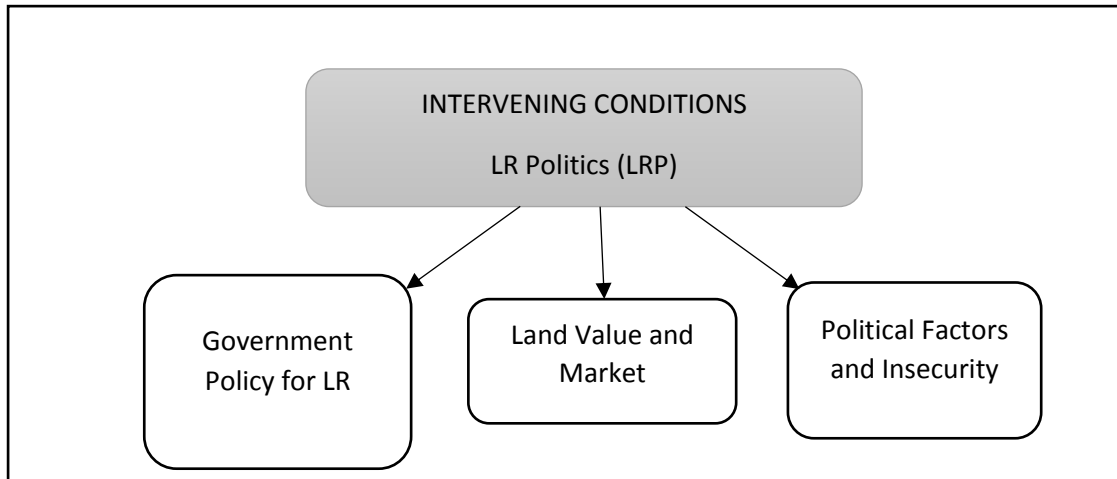 INTERVENING CONDITIONS
LR Politics (LRP)
Government
Policy for LR
Land Value and
Market
Political Factors
and Insecurity